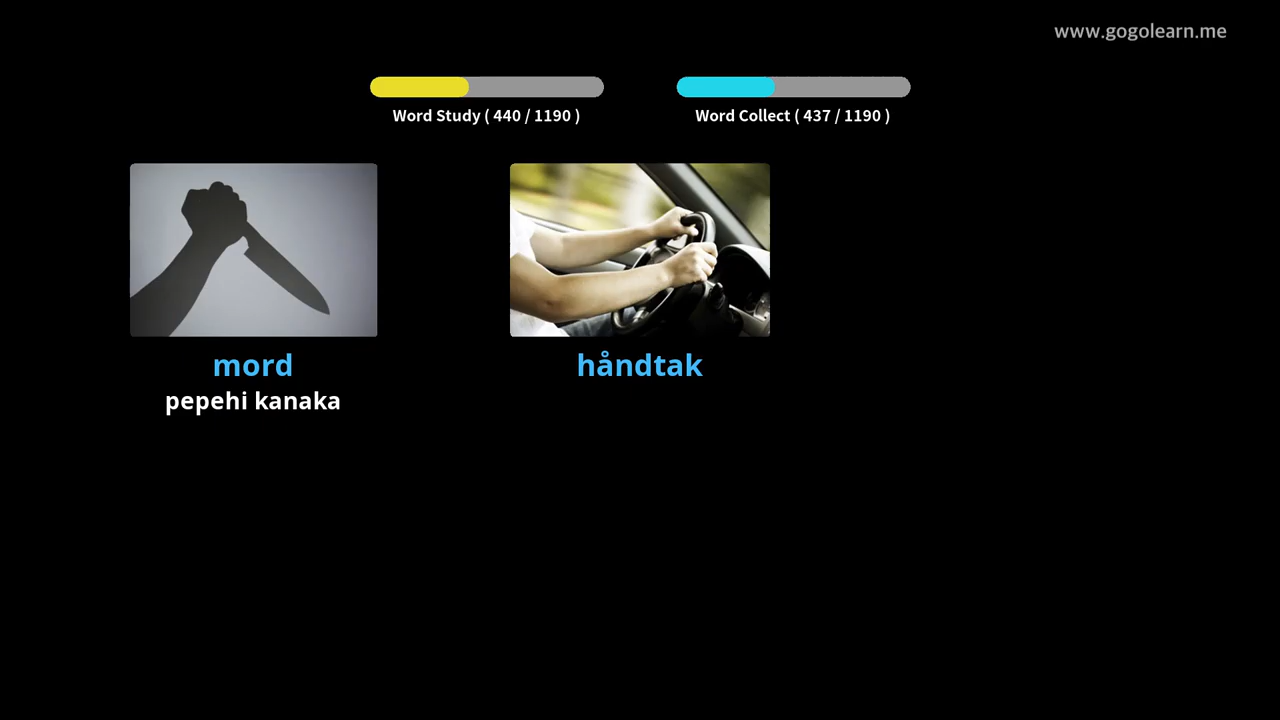 www.gogolearn.me
Word Study ( 440 / 1190 )
Word Collect ( 437 / 1190 )
mord
pepehi kanaka
håndtak